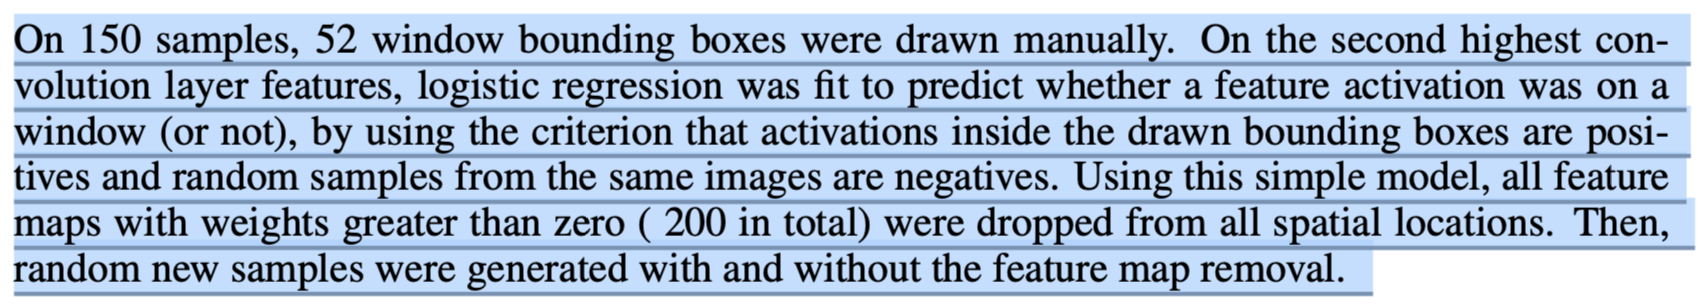 On 150 samples, 52 window bounding boxes were drawn manually. On the second highest con-
volution layer features, logistic regression was fit to predict whether a feature activation was on a
window (or not), by using the criterion that activations inside the drawn bounding boxes are posi-
tives and random samples from the same images are negatives. Using this simple model, all feature
maps with weights greater than zero ( 200 in total) were dropped from all spatial locations. Then,
random new samples were generated with and without the feature map removal.